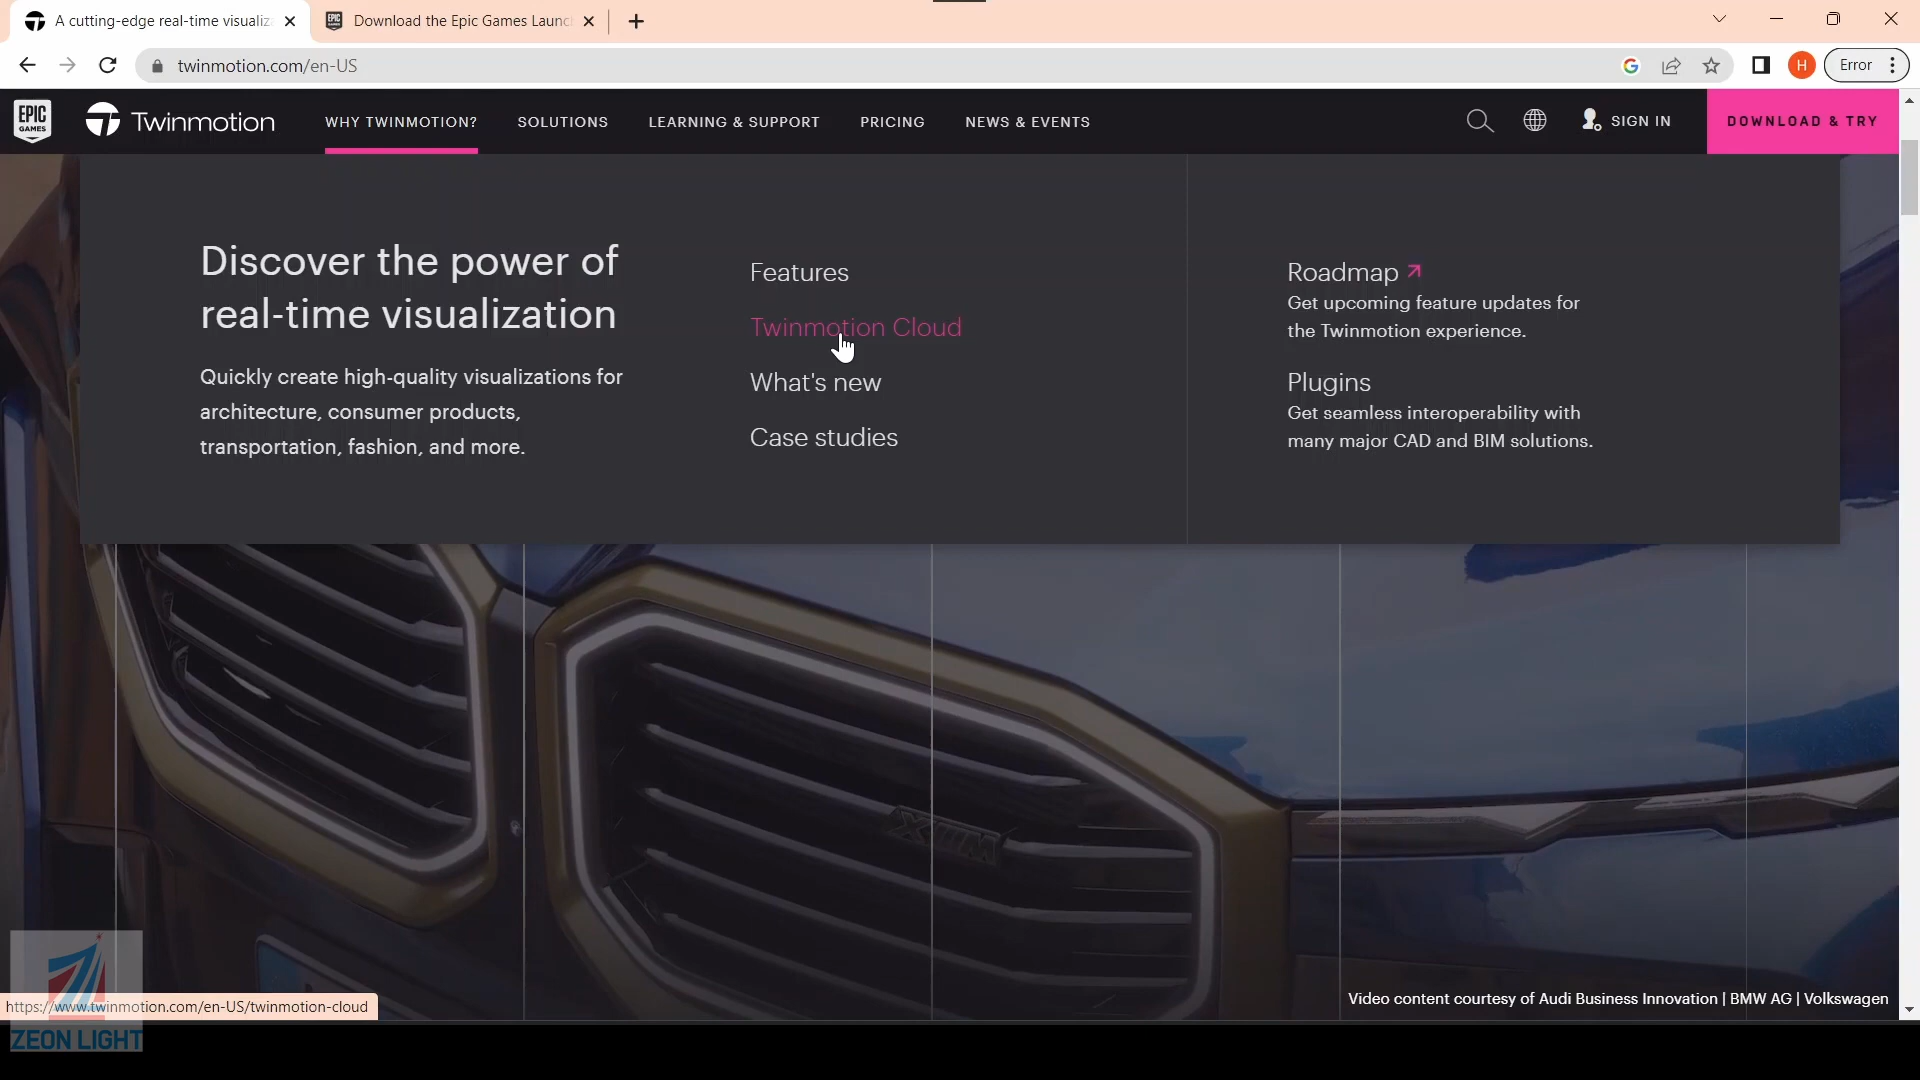 A cutting-edge real-time visualiz
Download the Epic Games Launc
twinmotion.com/en-US
Error
H
EPIC
GAMES
Twinmotion
WHY TWINMOTION?
SOLUTIONS
LEARNING & SUPPORT
PRICING
NEWS & EVENTS
SIGN IN
DOWNLOAD & TRY
Discover the power of
real-time visualization
Quickly create high-quality visualizations for
architecture, consumer products,
transportation, fashion, and more.
Features
Twinmotion Cloud
What's new
Case studies
Roadmap
Get upcoming feature updates for
the Twinmotion experience.
Plugins
Get seamless interoperability with
many major CAD and BIM solutions.
Video content courtesy of Audi Business Innovation | BMW AG | Volkswagen
https://www.twinmotion.com/en-US/twinmotion-cloud
ZEON LIGHT